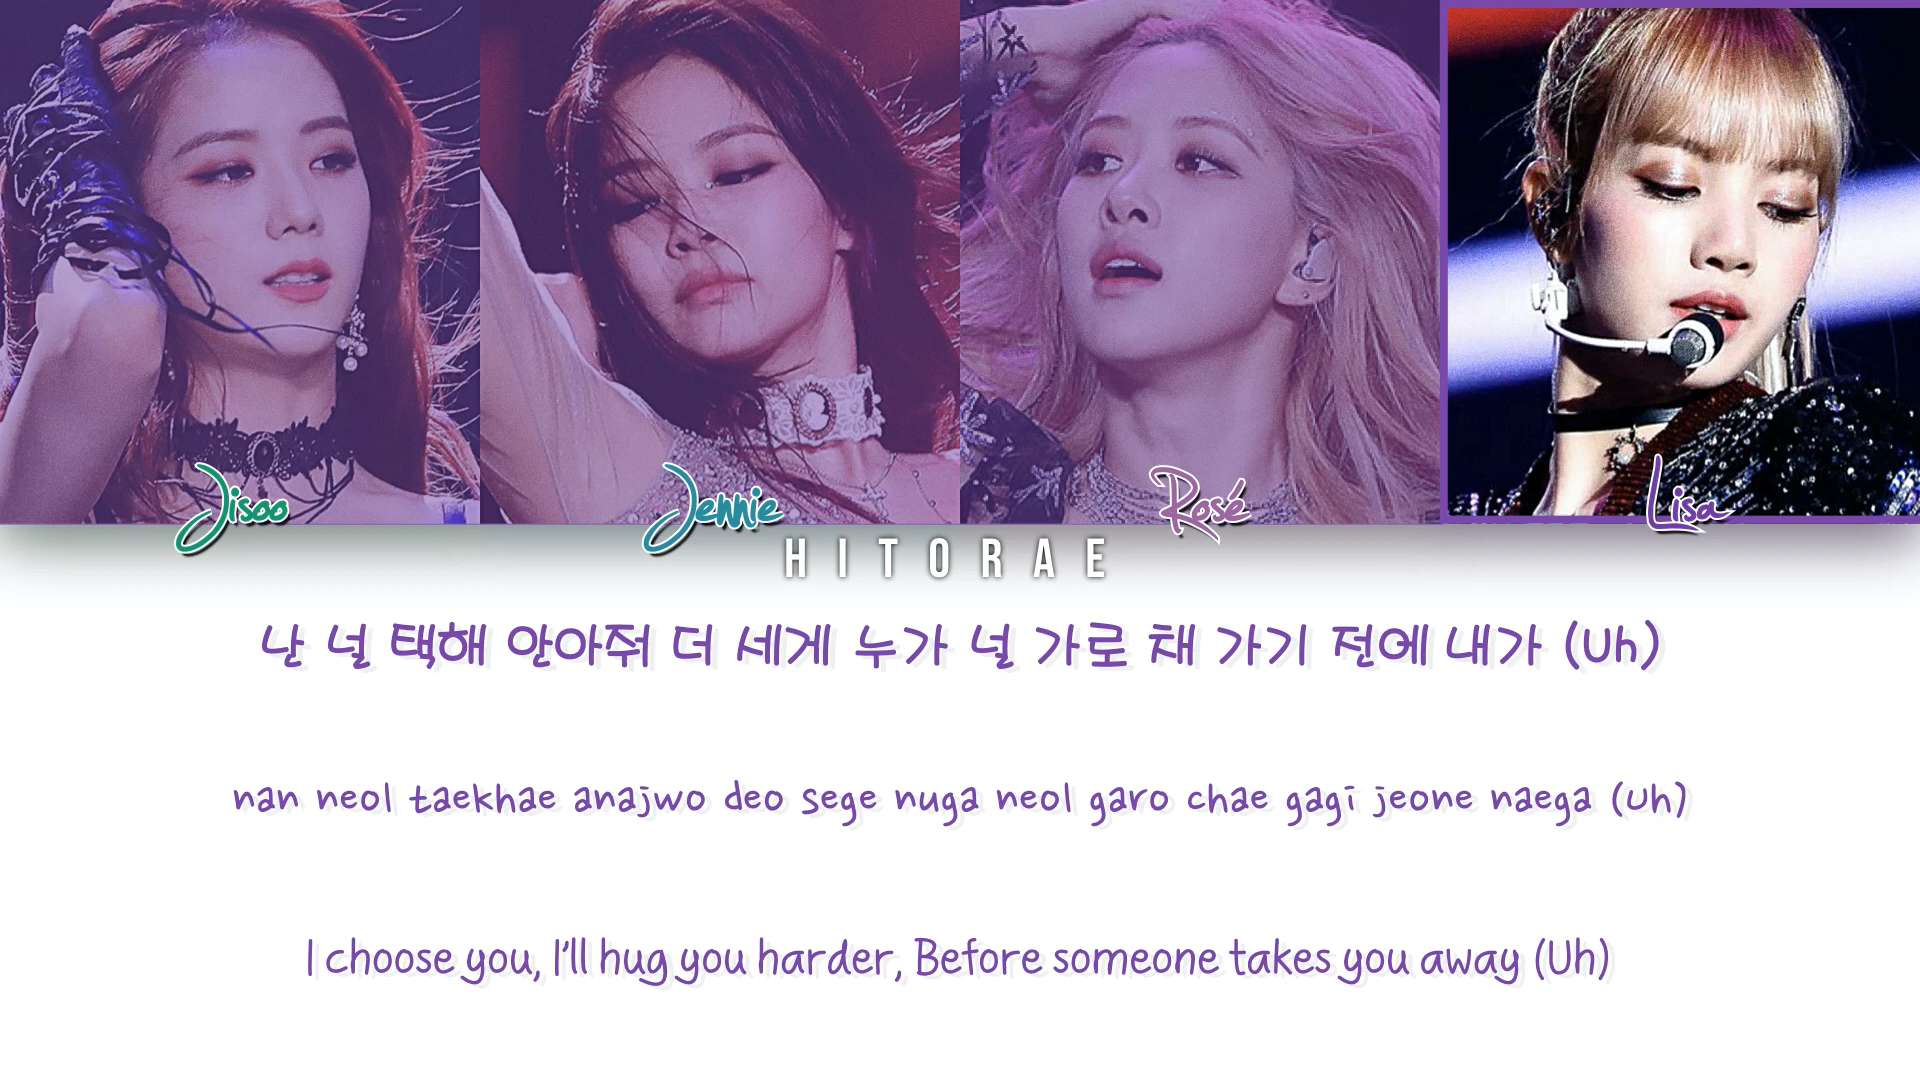 Jisoo Jennie Rosé Lisa
HITORAE
난 널 택해 안아줘 더 세게 누가 널 가로 채 가기 전에 내가 (Uh)
nan neol taekhae anajwo deo sege nuga neol garo chae gagi jeone naega (Uh)
I choose you, I'll hug you harder, Before someone takes you away (Uh)